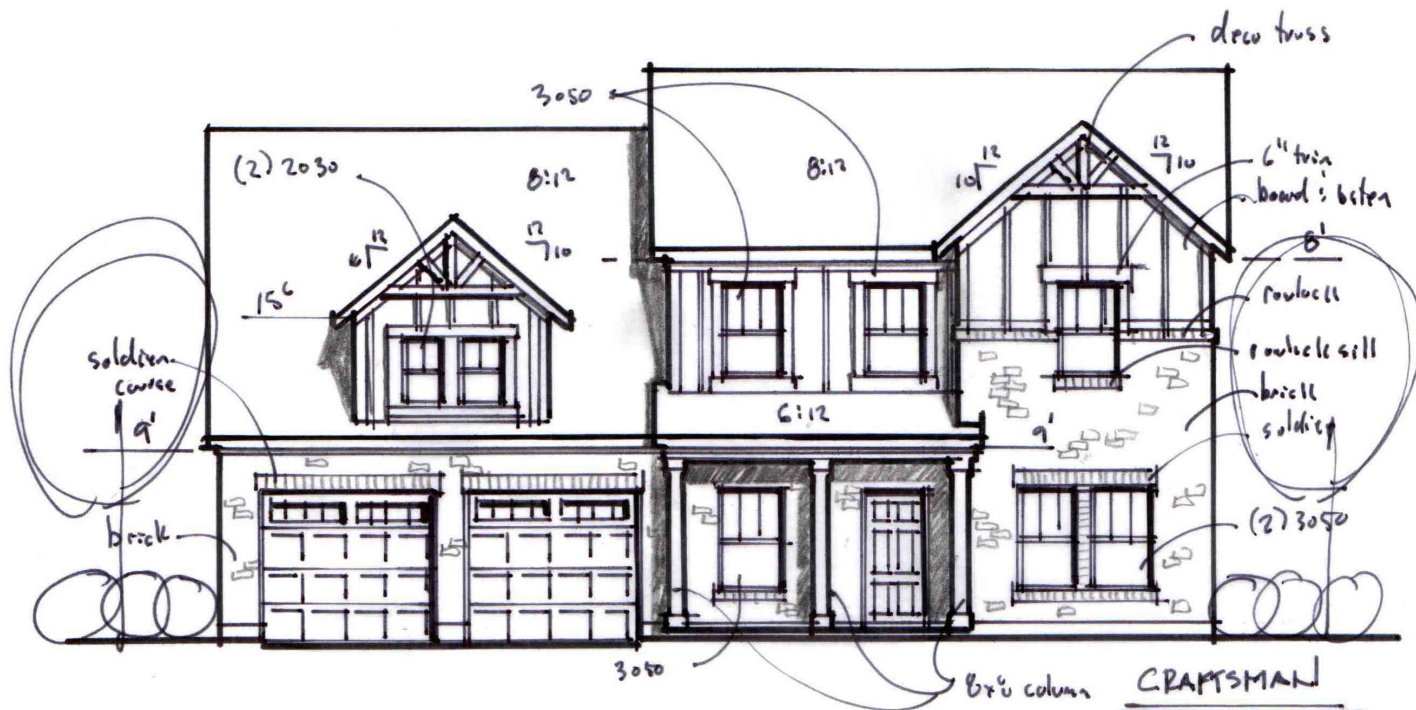 deco truss
3050
(2) 2030
8:12
8:12
12
10
12
10
6" trim
board & batten
12
12
10
8'
15⁶
rowlock
soldier
course
rowlock sill
6:12
brick
9'
9'
soldier
(2) 3050
brick
3050
8x8 column
CRAFTSMAN